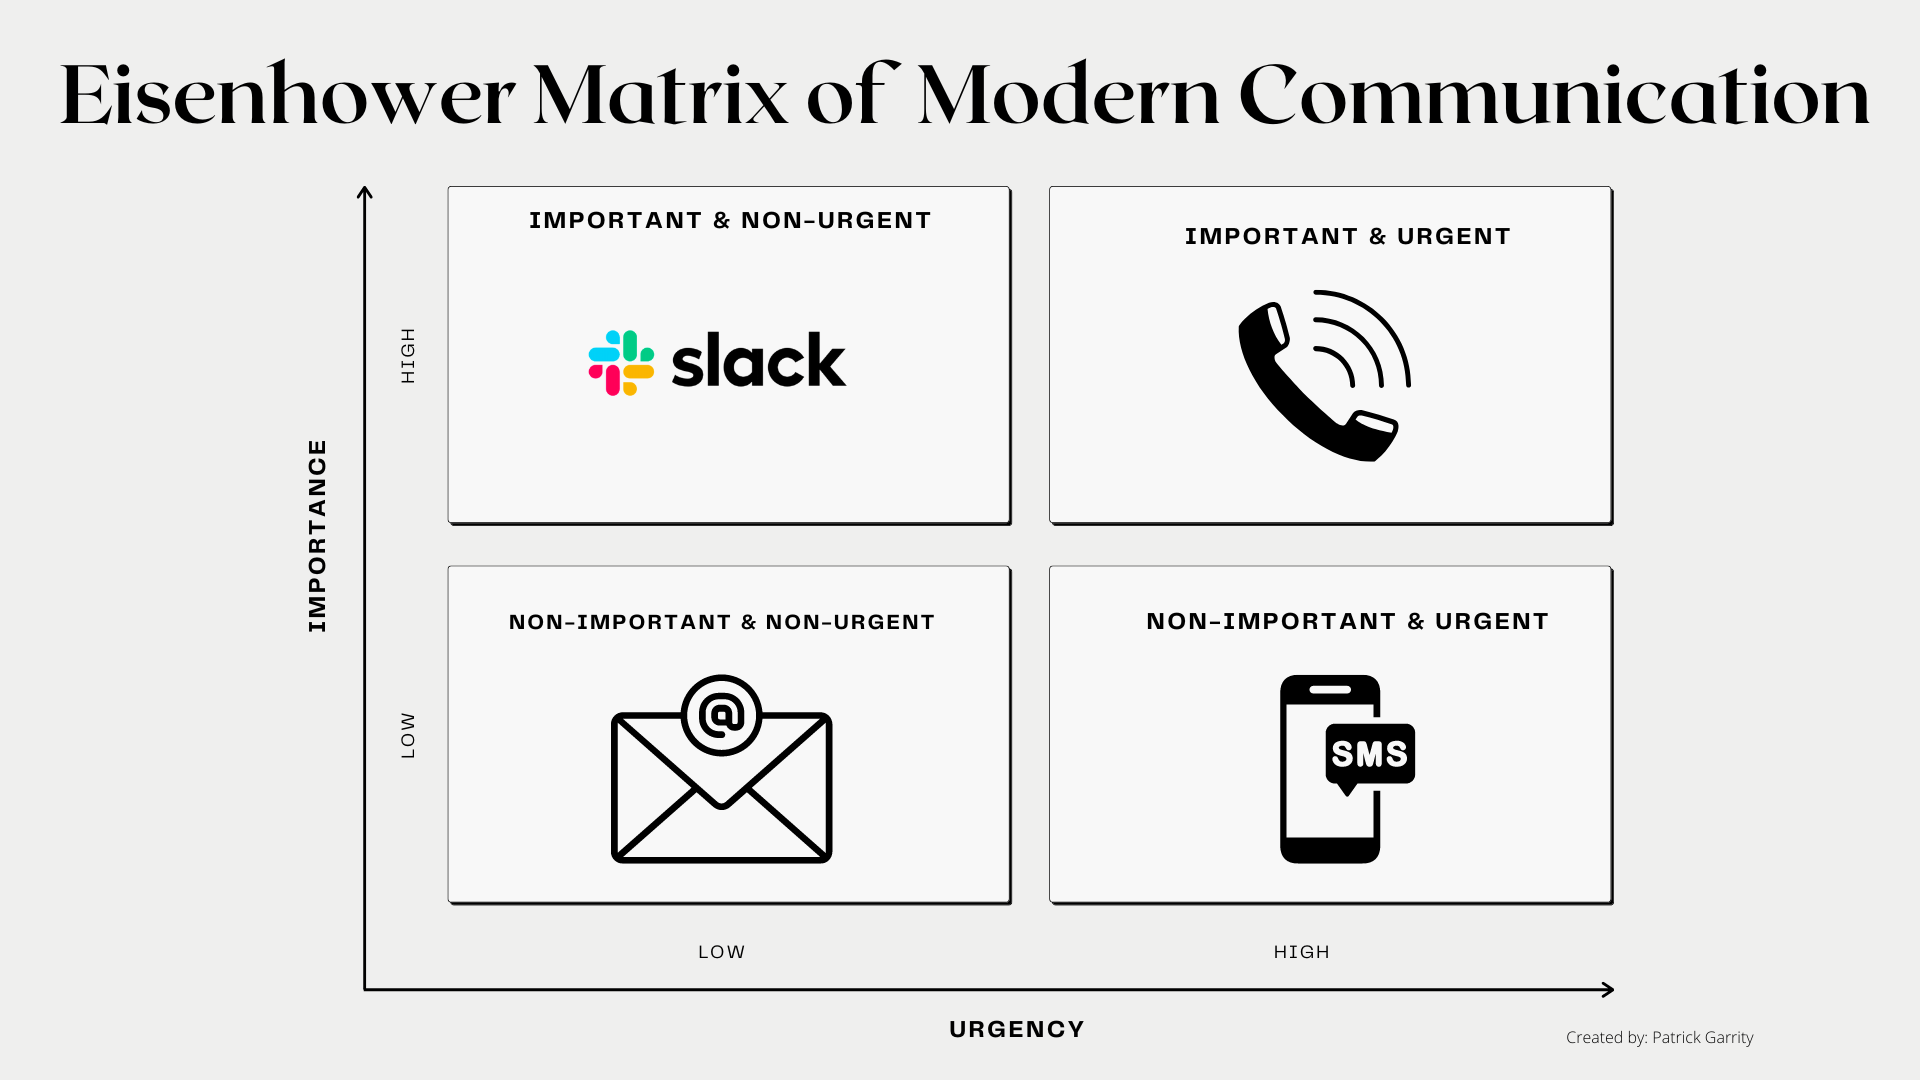 Eisenhower Matrix of Modern Communication
IMPORTANT & NON-URGENT
slack
IMPORTANT & URGENT
HIGH
IMPORTANCE
NON-IMPORTANT & NON-URGENT
@
NON-IMPORTANT & URGENT
SMS
LOW
LOW
HIGH
URGENCY
Created by: Patrick Garrity